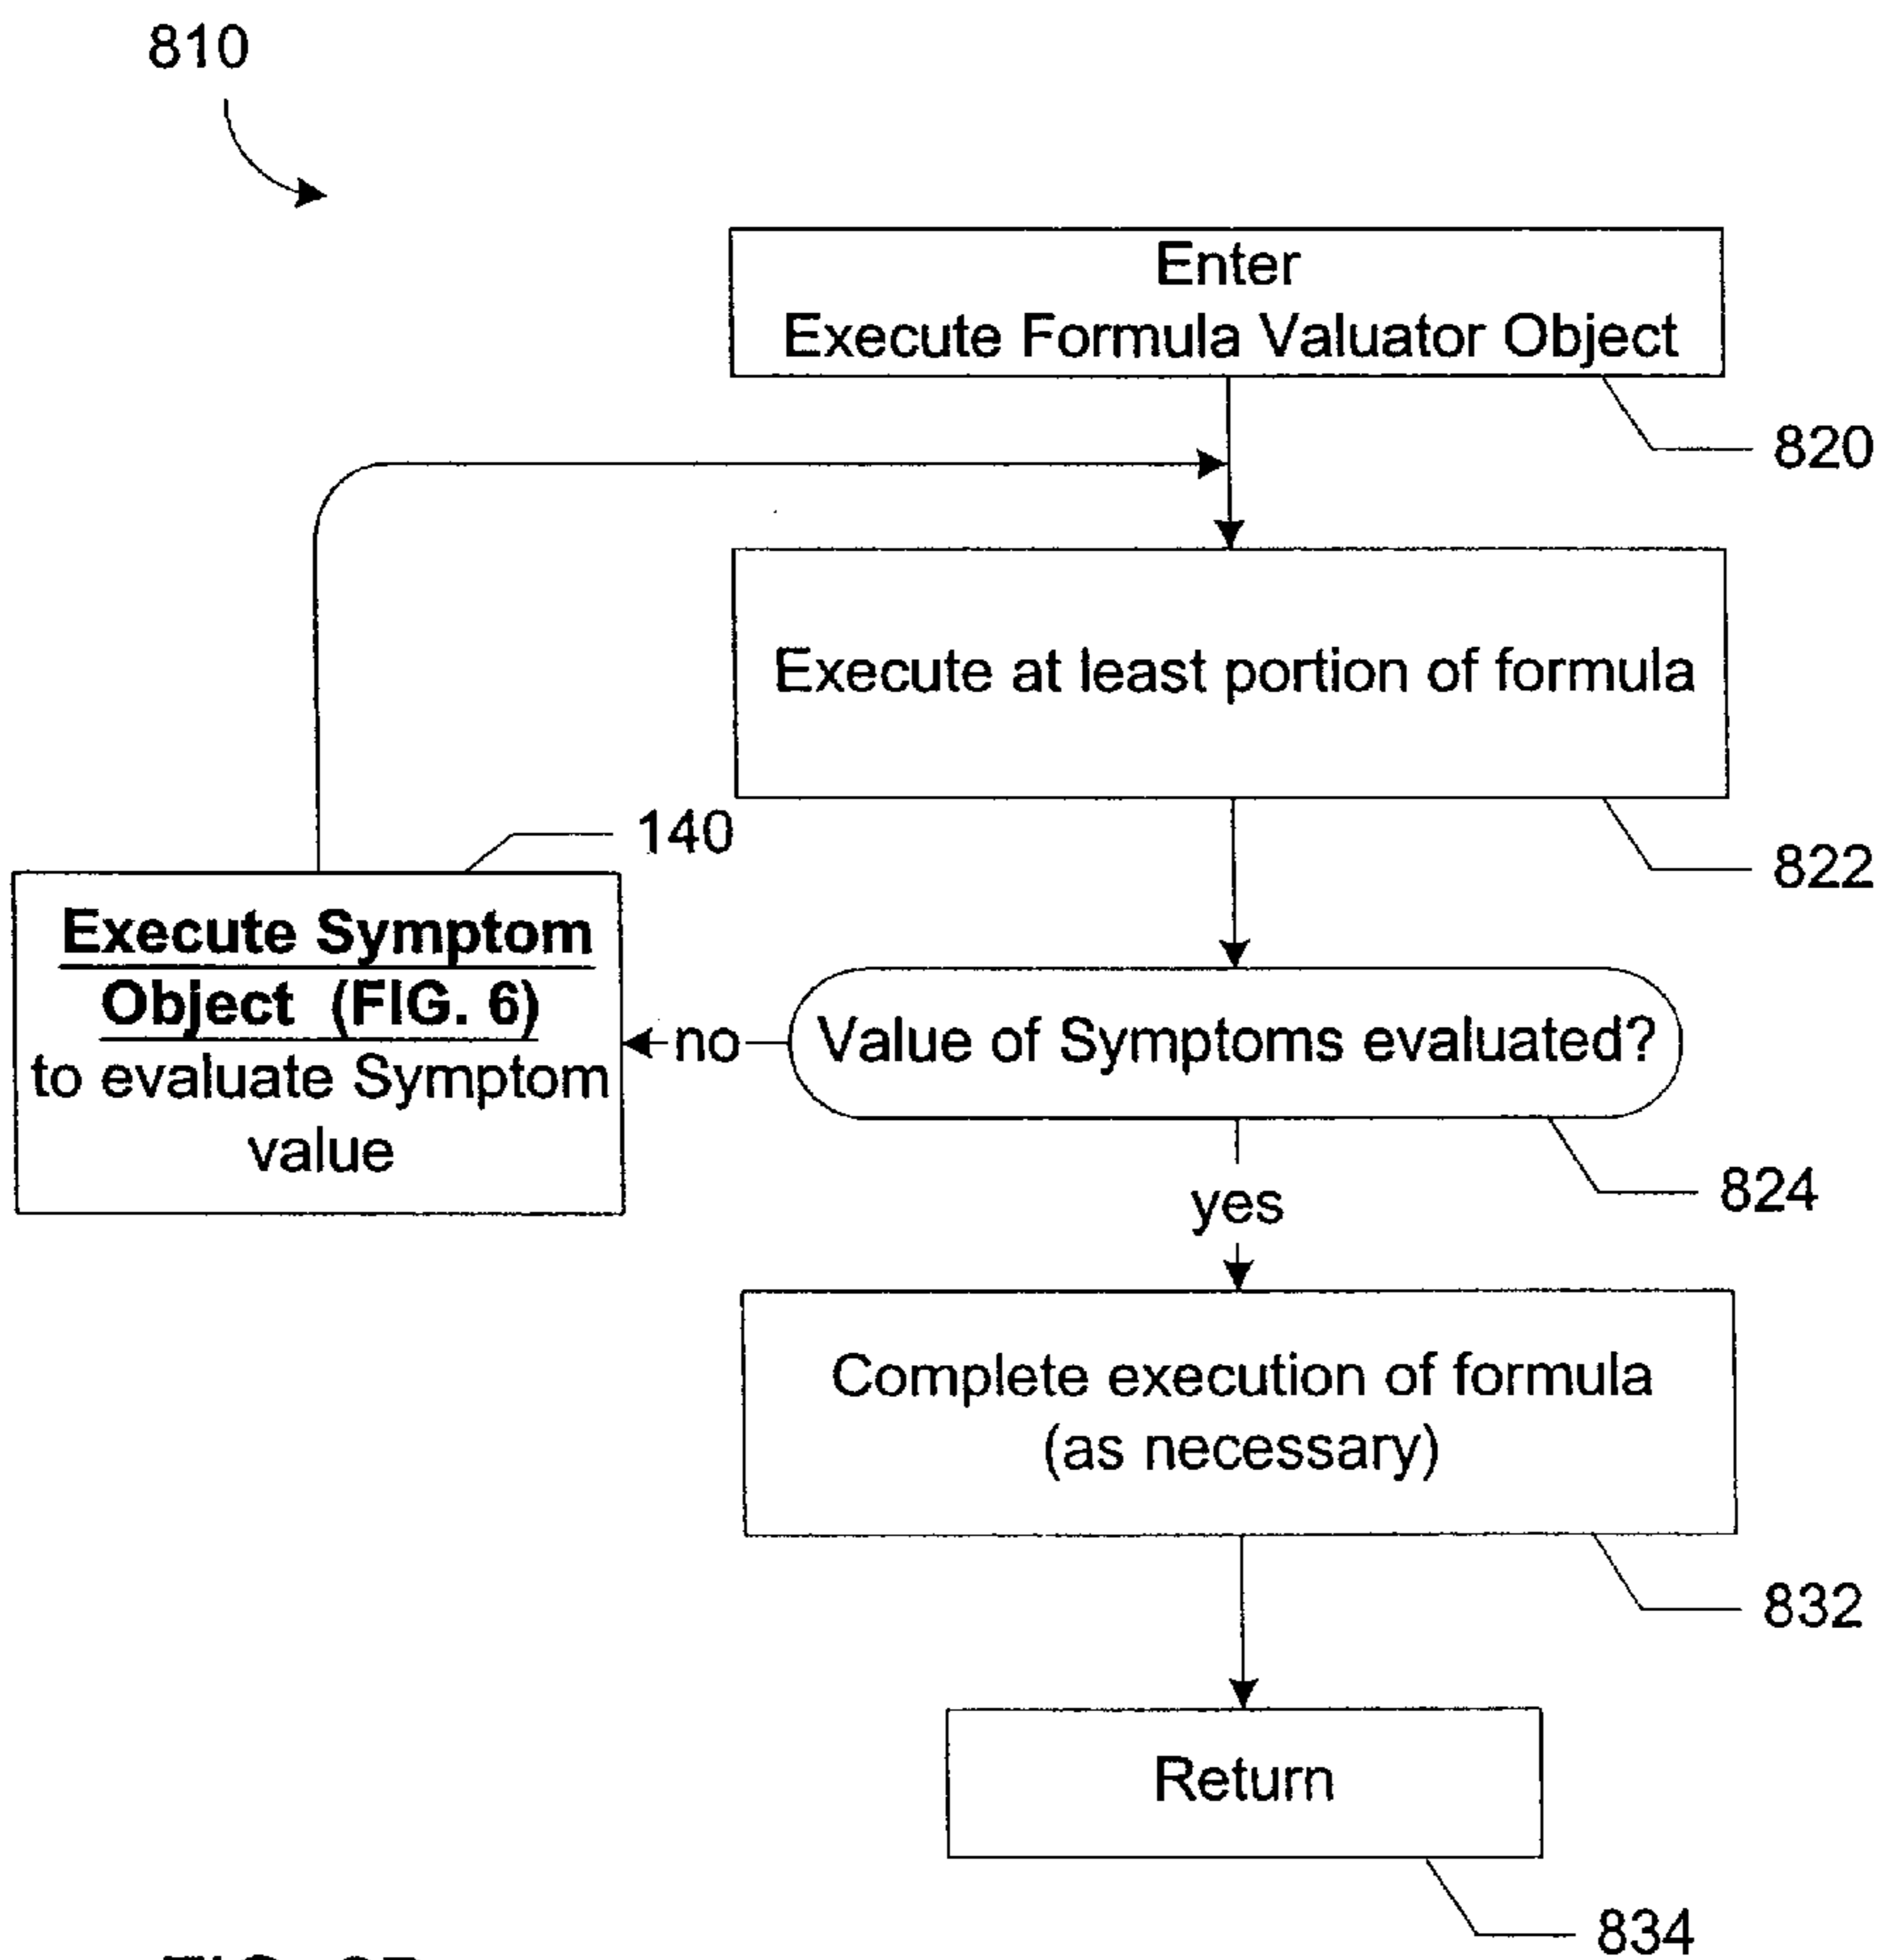 810
Enter
Execute Formula Valuator Object
820
Execute at least portion of formula
822
140
Execute Symptom
Object (FIG. 6)
to evaluate Symptom
value
no
Value of Symptoms evaluated?
824
yes
Complete execution of formula
(as necessary)
832
Return
834